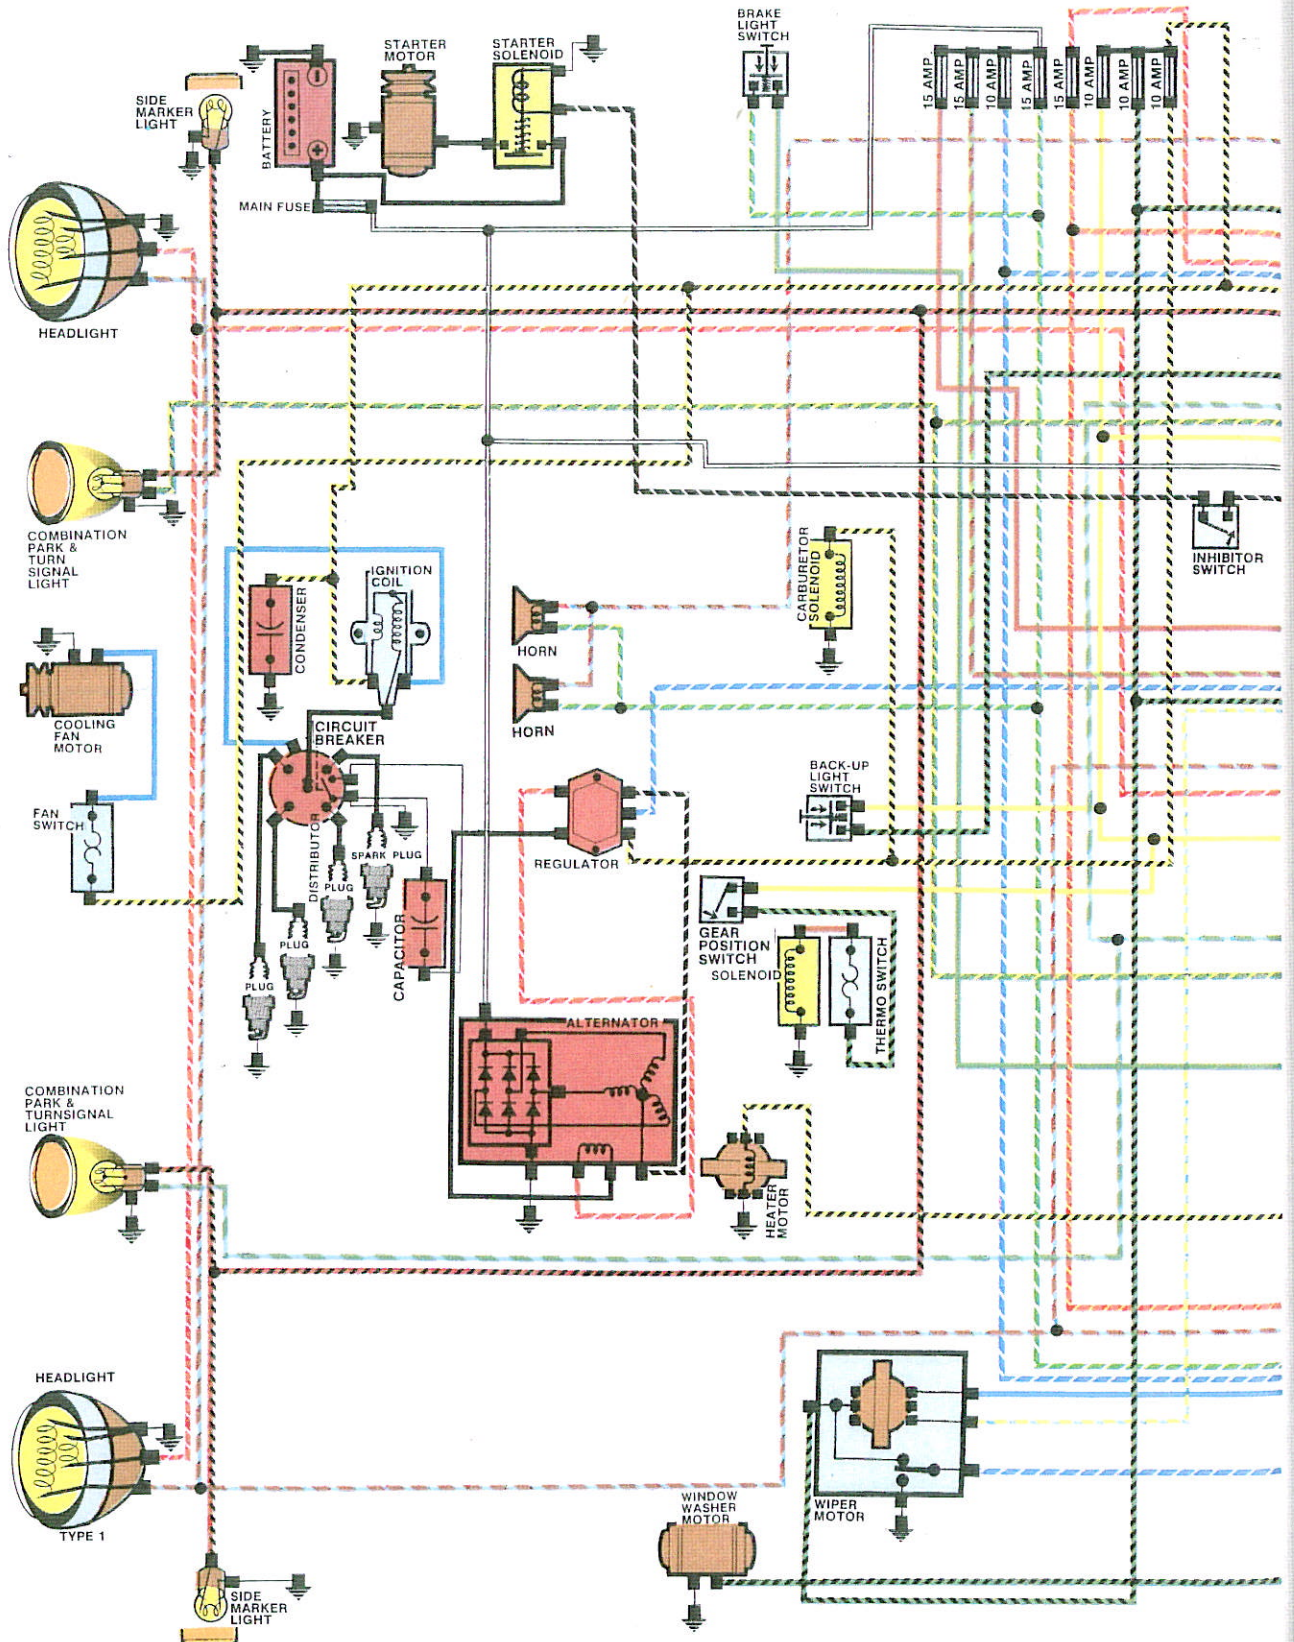 BRAKE
LIGHT
SWITCH
STARTER
MOTOR
STARTER
SOLENOID
SIDE
MARKER
LIGHT
BATTERY
MAIN FUSE
15 AMP
15 AMP
10 AMP
15 AMP
15 AMP
10 AMP
10 AMP
10 AMP
HEADLIGHT
COMBINATION
PARK &
TURN
SIGNAL
LIGHT
INHIBITOR
SWITCH
IGNITION
COIL
CONDENSER
CARBURETOR
SOLENOID
HORN
HORN
COOLING
FAN
MOTOR
CIRCUIT
BREAKER
BACK-UP
LIGHT
SWITCH
FAN
SWITCH
DISTRIBUTOR
SPARK PLUG
PLUG
PLUG
PLUG
CAPACITOR
REGULATOR
GEAR
POSITION
SWITCH
SOLENOID
THERMO SWITCH
ALTERNATOR
COMBINATION
PARK &
TURNSIGNAL
LIGHT
HEATER
MOTOR
HEADLIGHT
TYPE 1
WINDOW
WASHER
MOTOR
WIPER
MOTOR
SIDE
MARKER
LIGHT